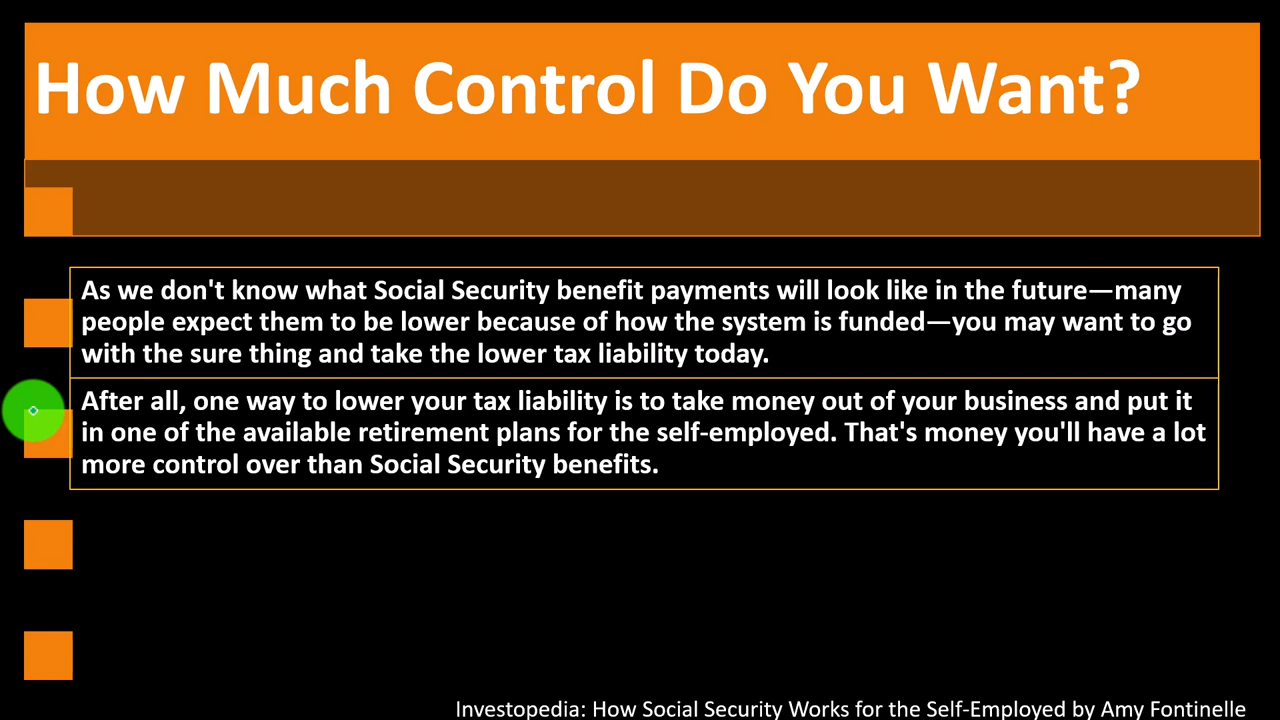 How Much Control Do You Want?
As we don't know what Social Security benefit payments will look like in the future—many
people expect them to be lower because of how the system is funded—you may want to go
with the sure thing and take the lower tax liability today.
After all, one way to lower your tax liability is to take money out of your business and put it
in one of the available retirement plans for the self-employed. That's money you'll have a lot
more control over than Social Security benefits.
Investopedia: How Social Security Works for the Self-Employed by Amy Fontinelle